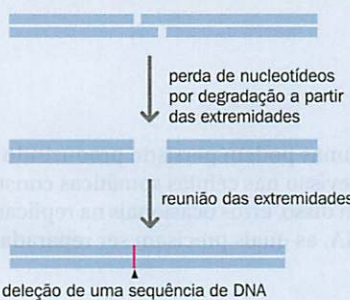 perda de nucleotídeos
por degradação a partir
das extremidades
reunião das extremidades
deleção de uma sequência de DNA